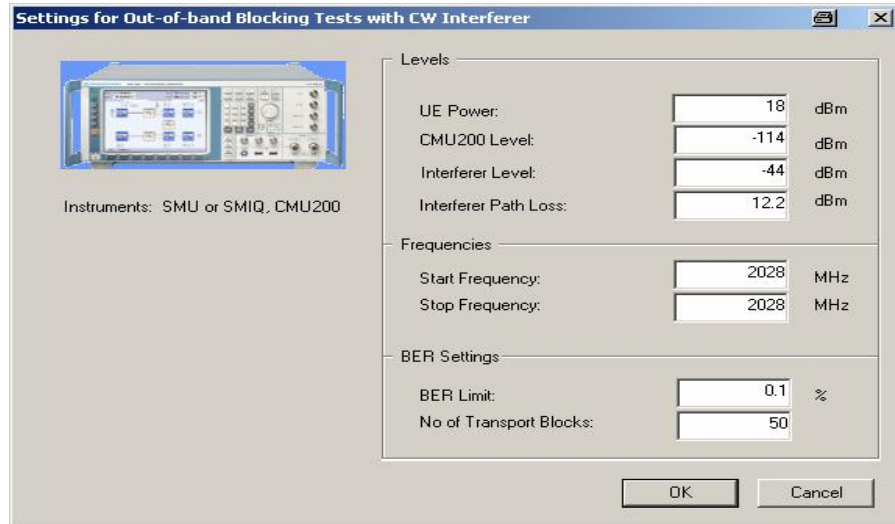 Settings for Out-of-band Blocking Tests with CW Interferer
Instruments: SMU or SMIQ, CMU200
Levels
UE Power: 18 dBm
CMU200 Level: -114 dBm
Interferer Level: -44 dBm
Interferer Path Loss: 12.2 dBm
Frequencies
Start Frequency: 2028 MHz
Stop Frequency: 2028 MHz
BER Settings
BER Limit: 0.1 %
No of Transport Blocks: 50
OK Cancel